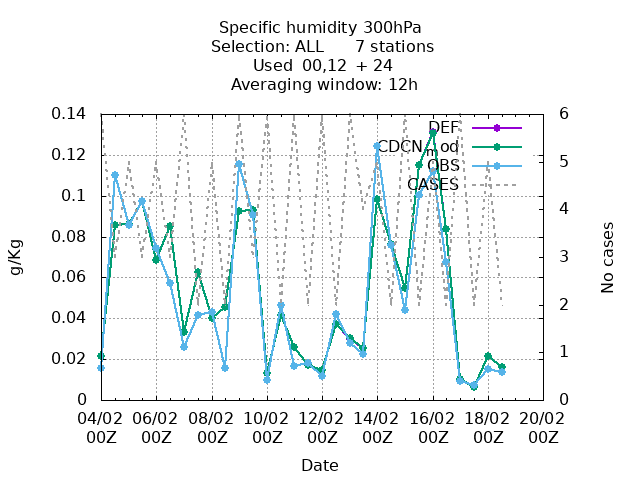 Specific humidity 300hPa
Selection: ALL 7 stations
Used 00,12 + 24
Averaging window: 12h
0.14
0.12
0.1
0.08
0.06
0.04
0.02
0
g/Kg
6
5
4
3
2
1
0
No cases
DEF
CDCN_mod
OBS
CASES
04/02 06/02 08/02 10/02 12/02 14/02 16/02 18/02 20/02
00Z 00Z 00Z 00Z 00Z 00Z 00Z 00Z 00Z
Date